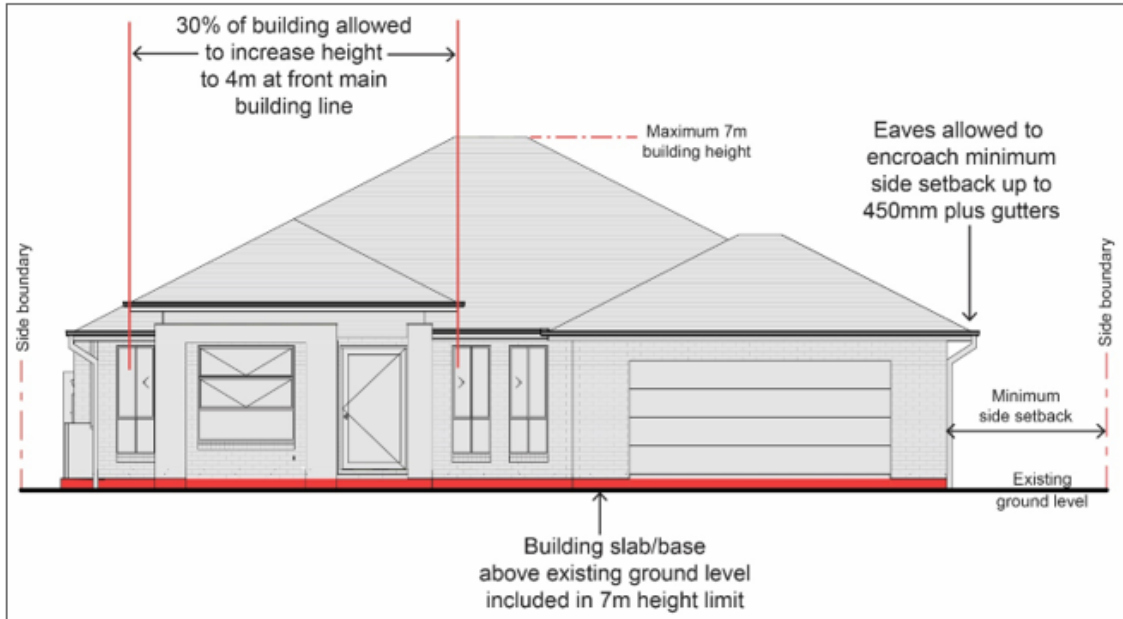 30% of building allowed
to increase height
to 4m at front main
building line
Maximum 7m
building height
Eaves allowed to
encroach minimum
side setback up to
450mm plus gutters
Side boundary
Side boundary
Minimum
side setback
Existing
ground level
Building slab/base
above existing ground level
included in 7m height limit